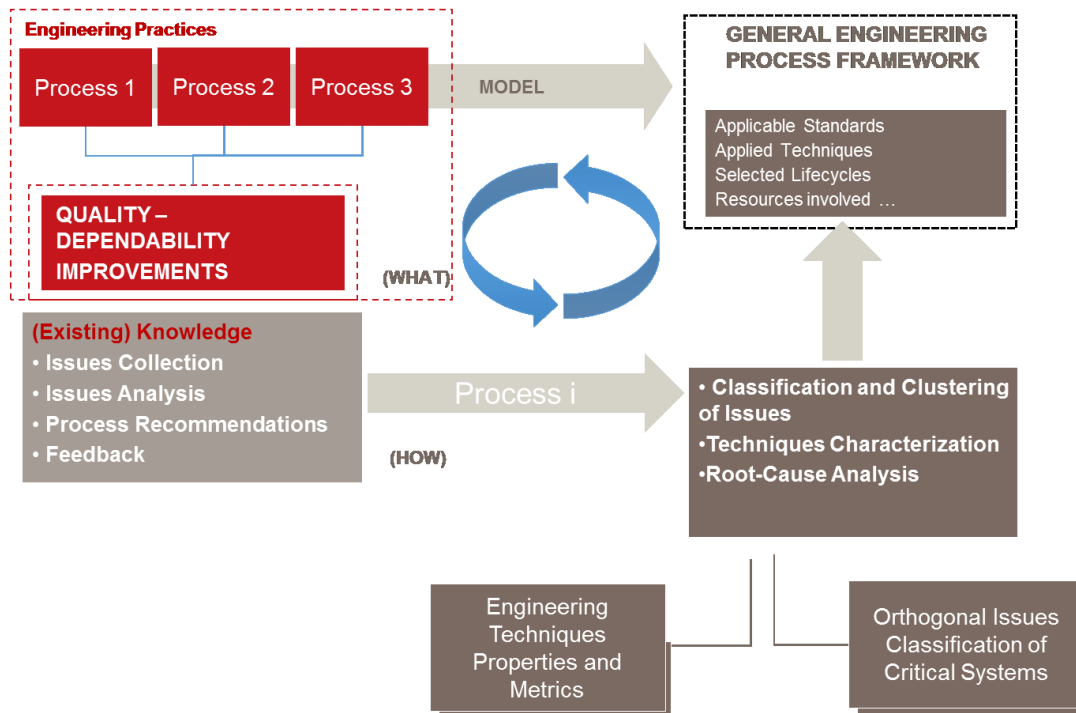 Engineering Practices
Process 1
Process 2
Process 3
MODEL
GENERAL ENGINEERING
PROCESS FRAMEWORK
Applicable Standards
Applied Techniques
Selected Lifecycles
Resources involved …
QUALITY –
DEPENDABILITY
IMPROVEMENTS
(WHAT)
(Existing) Knowledge
• Issues Collection
• Issues Analysis
• Process Recommendations
• Feedback
Process i
(HOW)
• Classification and Clustering
of Issues
•Techniques Characterization
•Root-Cause Analysis
Engineering
Techniques
Properties and
Metrics
Orthogonal Issues
Classification of
Critical Systems